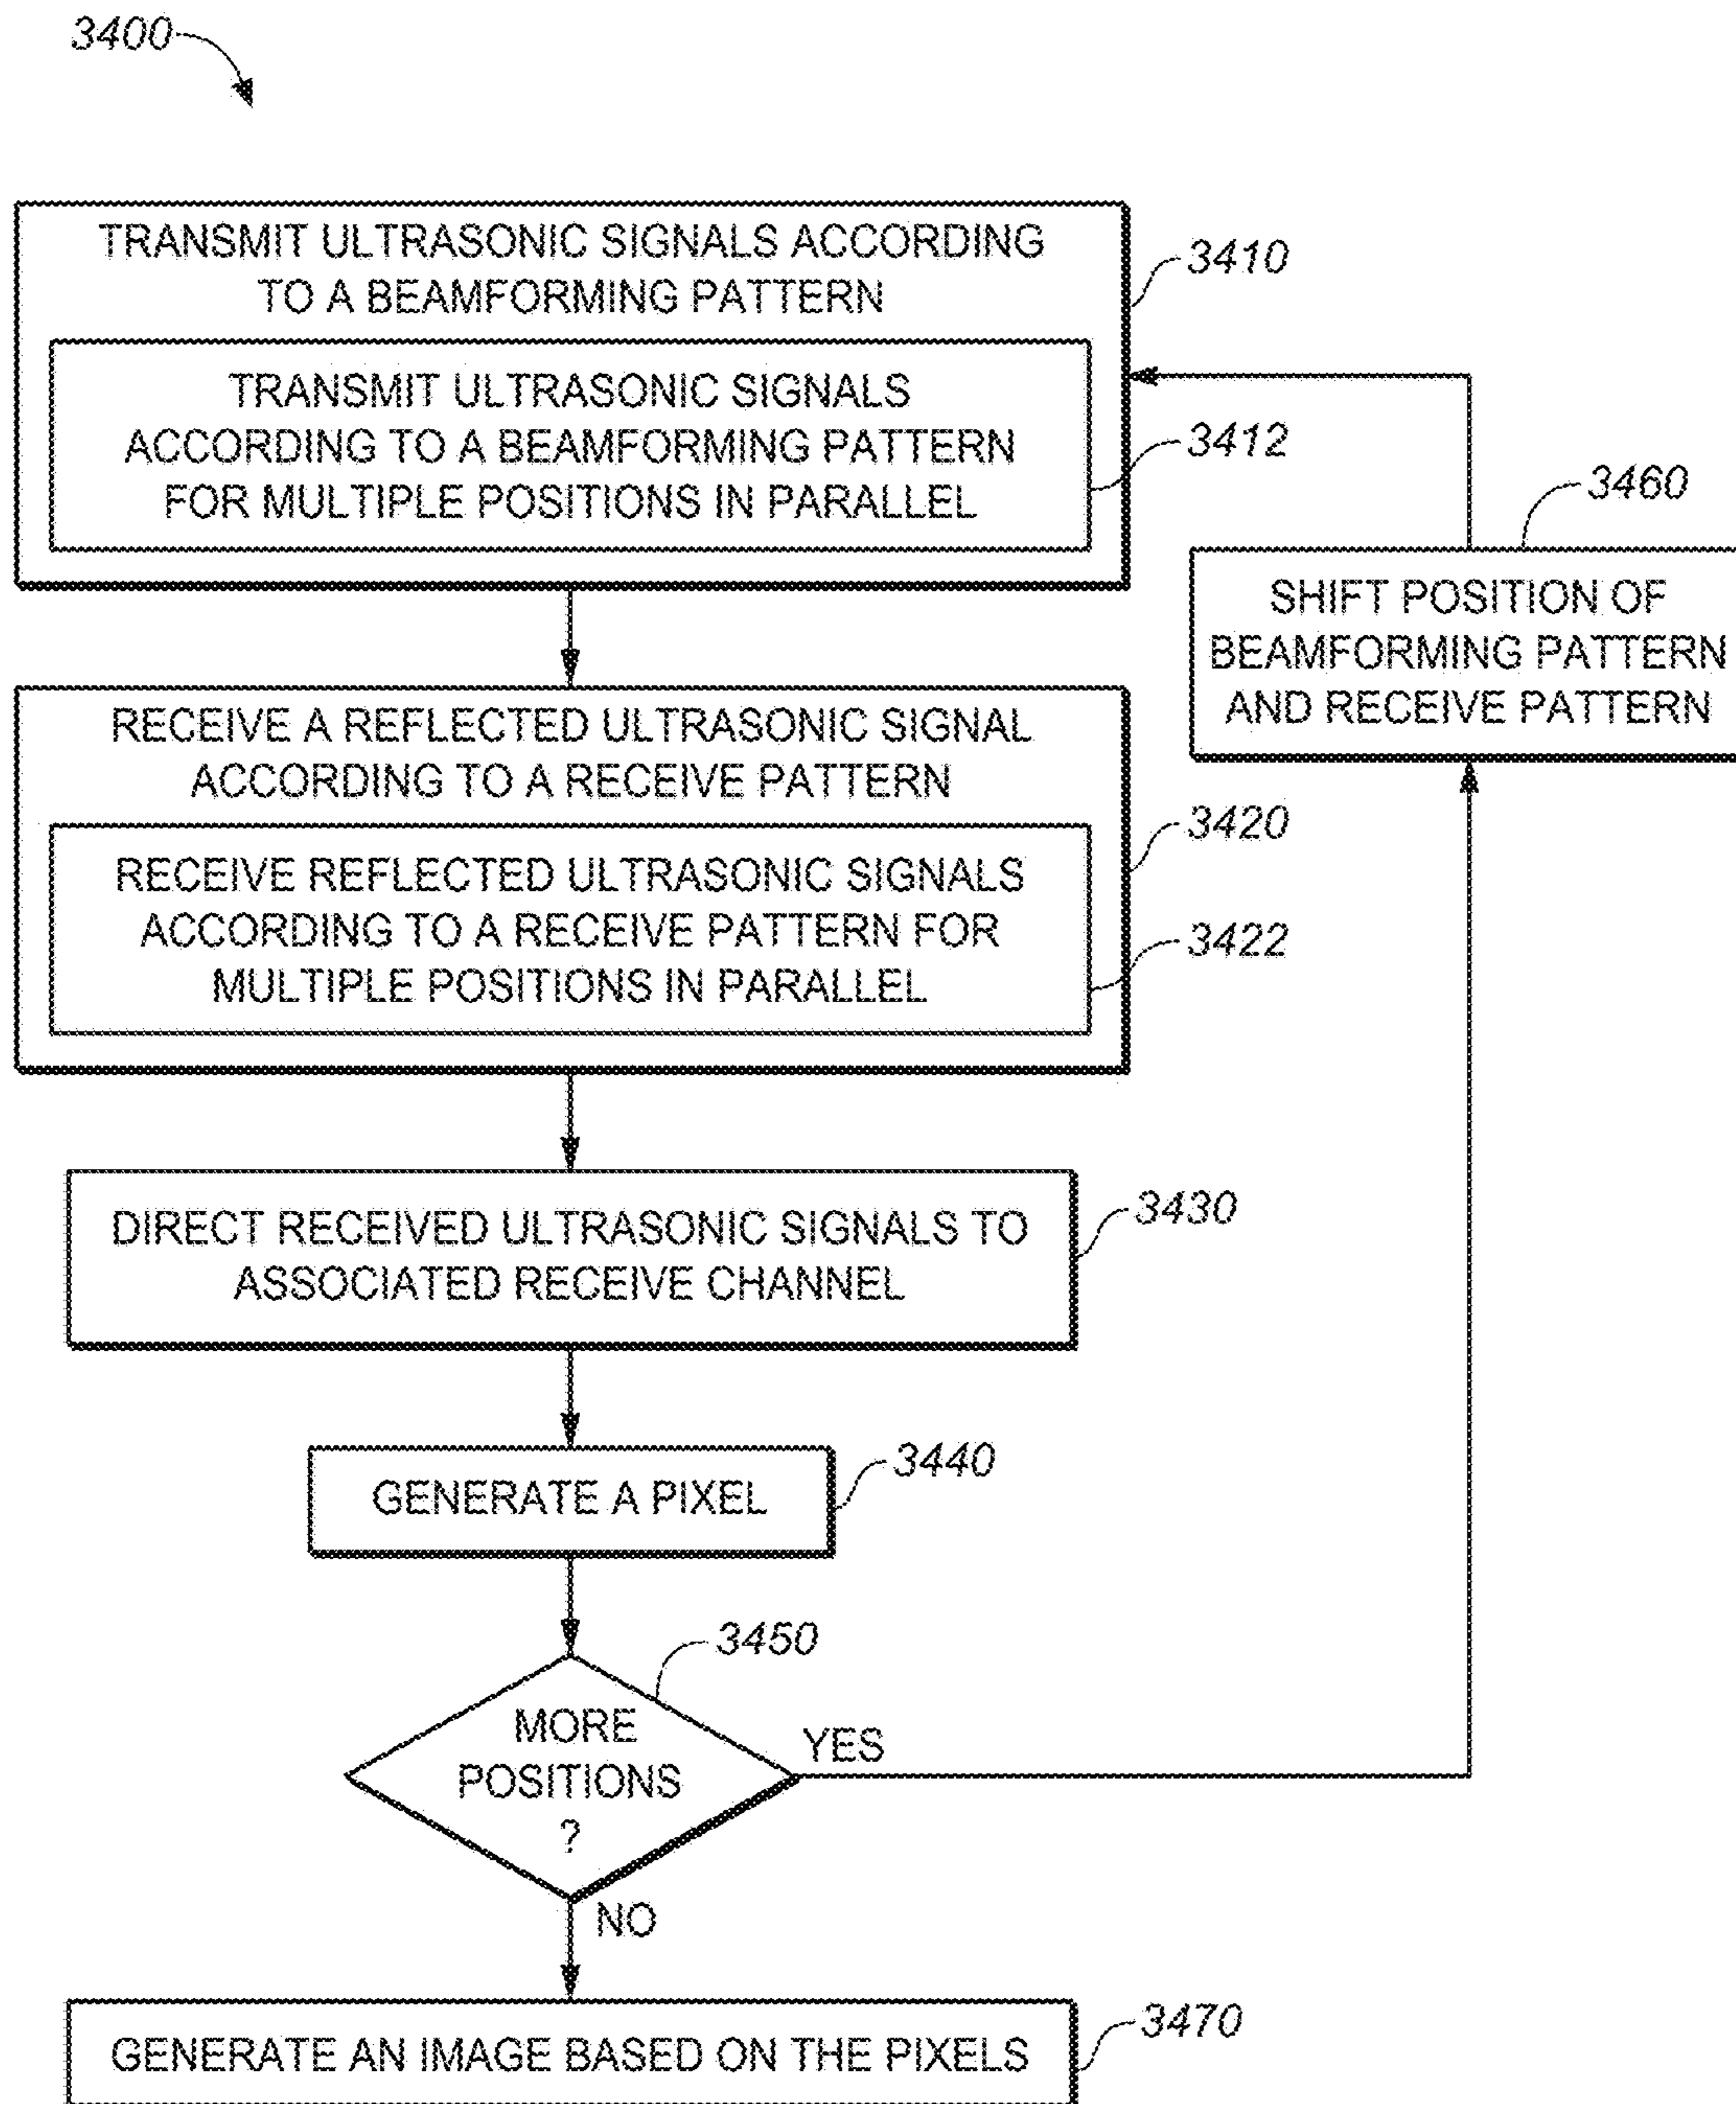 3400
TRANSMIT ULTRASONIC SIGNALS ACCORDING
TO A BEAMFORMING PATTERN
3410
TRANSMIT ULTRASONIC SIGNALS
ACCORDING TO A BEAMFORMING PATTERN
FOR MULTIPLE POSITIONS IN PARALLEL
3412
3460
SHIFT POSITION OF
BEAMFORMING PATTERN
AND RECEIVE PATTERN
RECEIVE A REFLECTED ULTRASONIC SIGNAL
ACCORDING TO A RECEIVE PATTERN
3420
RECEIVE REFLECTED ULTRASONIC SIGNALS
ACCORDING TO A RECEIVE PATTERN FOR
MULTIPLE POSITIONS IN PARALLEL
3422
DIRECT RECEIVED ULTRASONIC SIGNALS TO
ASSOCIATED RECEIVE CHANNEL
3430
GENERATE A PIXEL
3440
3450
MORE
POSITIONS
?
YES
NO
GENERATE AN IMAGE BASED ON THE PIXELS
3470